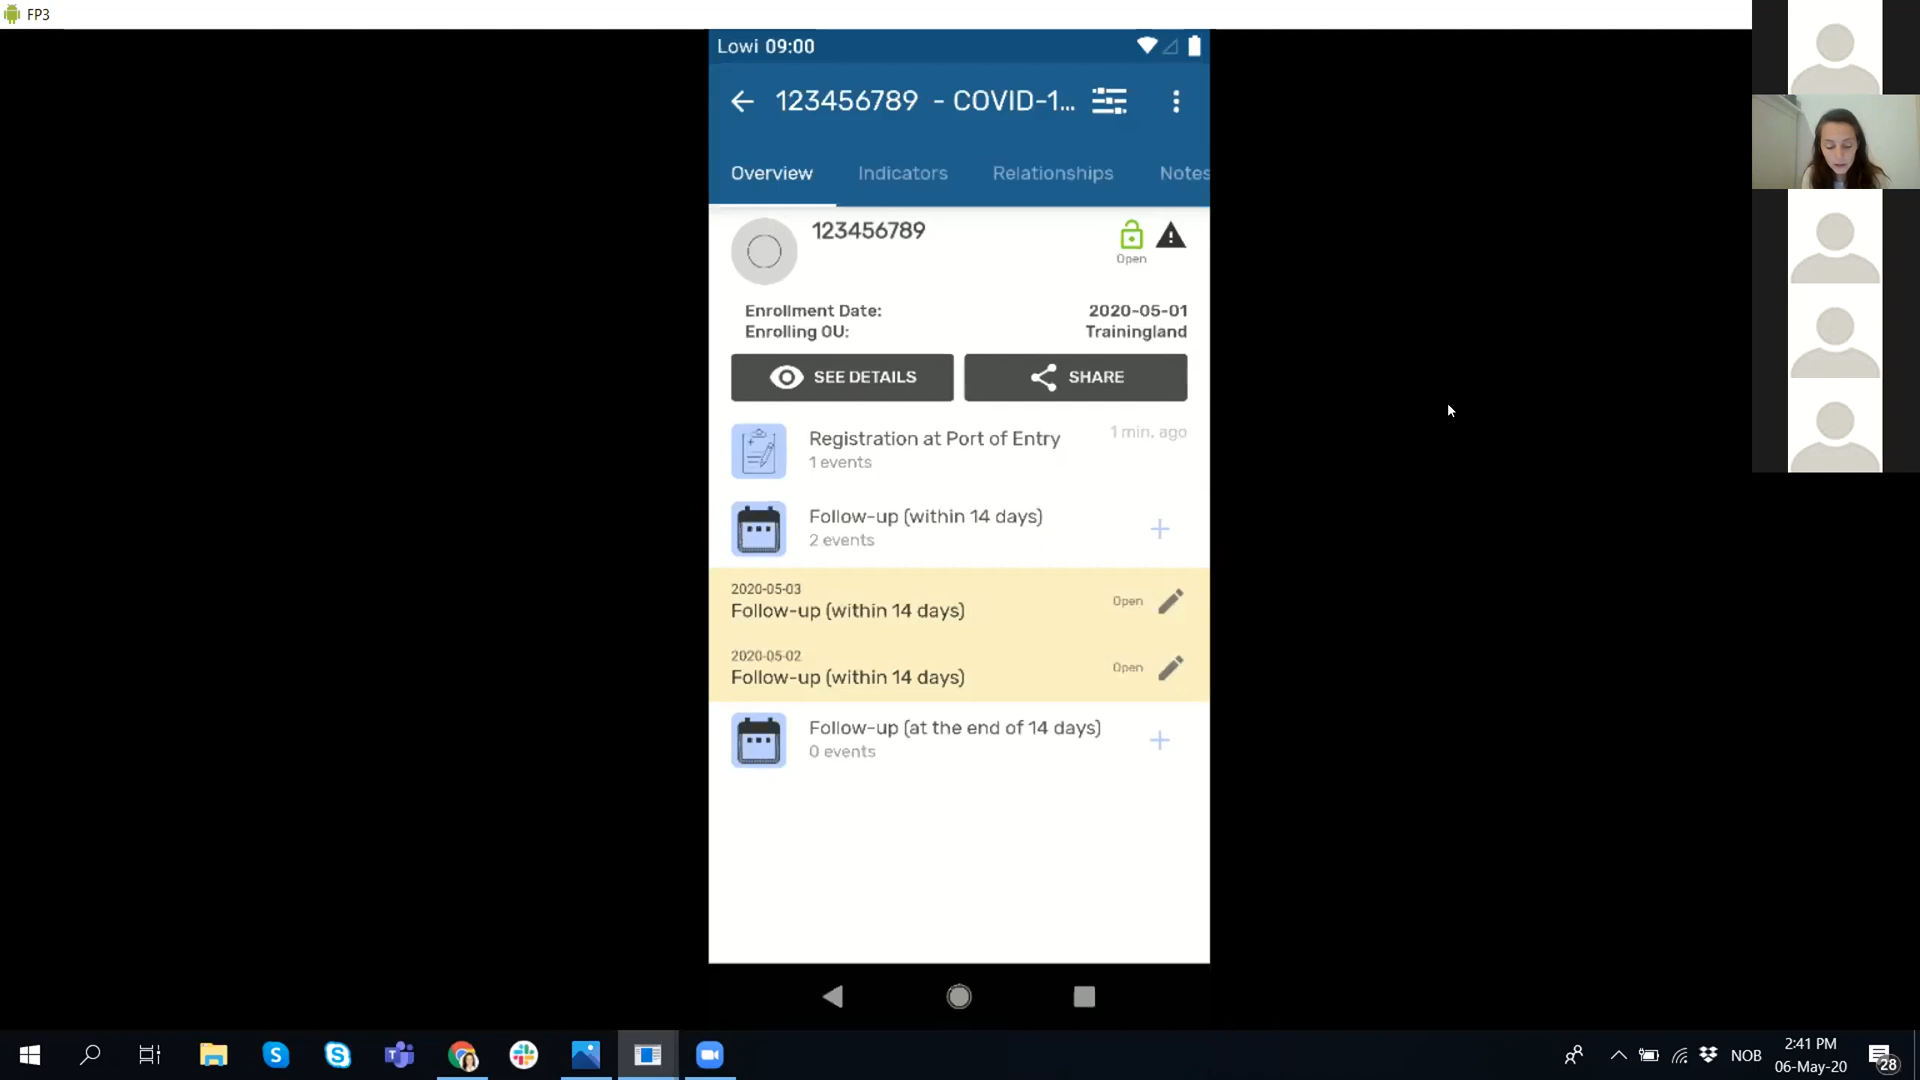 FP3
Lowi 09:00
123456789 - COVID-1...
Overview Indicators Relationships Notes
123456789
Open
Enrollment Date: 2020-05-01
Enrolling OU: Trainingland
SEE DETAILS SHARE
Registration at Port of Entry 1 min. ago
1 events
Follow-up (within 14 days)
2 events
2020-05-03
Follow-up (within 14 days) Open
2020-05-02
Follow-up (within 14 days) Open
Follow-up (at the end of 14 days)
0 events
NOB
2:41 PM
06-May-20
28